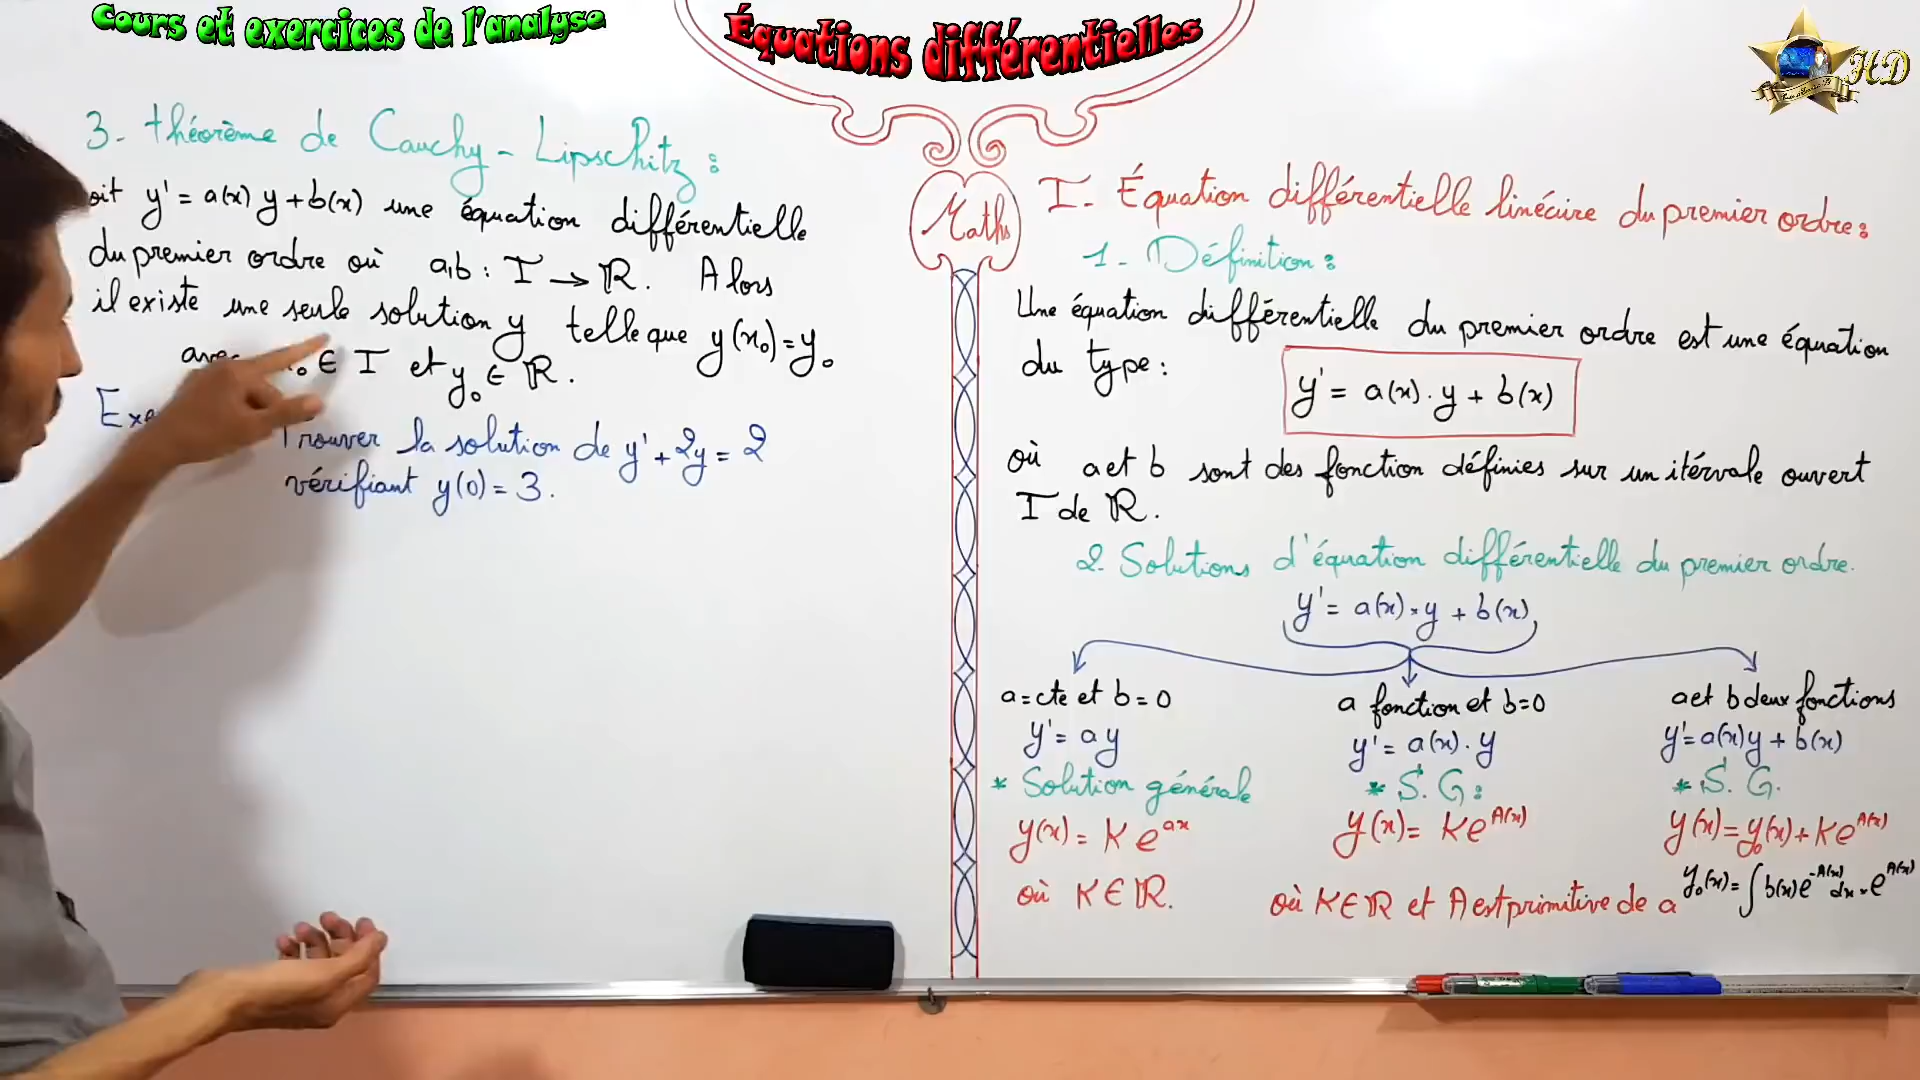 Cours et exercices de l'analyse
Équations différentielles
HD
3- théorème de Cauchy - Lipschitz :
oit y' = a(x) y + b(x) une équation différentielle
du premier ordre où a,b : I → ℝ. Alors
il existe une seule solution y telle que y(x₀) = y₀
avec x₀ ∈ I et y₀ ∈ ℝ.
Exe
Trouver la solution de y' + 2y = 2
vérifiant y(0) = 3.
Maths
I - Équation différentielle linéaire du premier ordre :
1 - Définition :
Une équation différentielle du premier ordre est une équation
du type :
y' = a(x) . y + b(x)
où a et b sont des fonction définies sur un itérvale ouvert
I de ℝ.
2. Solutions d'équation différentielle du premier ordre.
y' = a(x) . y + b(x)
a = cte et b = 0
y' = a y
* Solution générale
y(x) = K e^{ax}
où K ∈ ℝ.
a fonction et b = 0
y' = a(x) . y
* S. G :
y(x) = K e^{A(x)}
où K ∈ ℝ et A est primitive de a
a et b deux fonctions
y' = a(x) y + b(x)
* S. G.
y(x) = y₀(x) + K e^{A(x)}
y₀(x) = ∫ b(x) e^{-A(x)} dx . e^{A(x)}